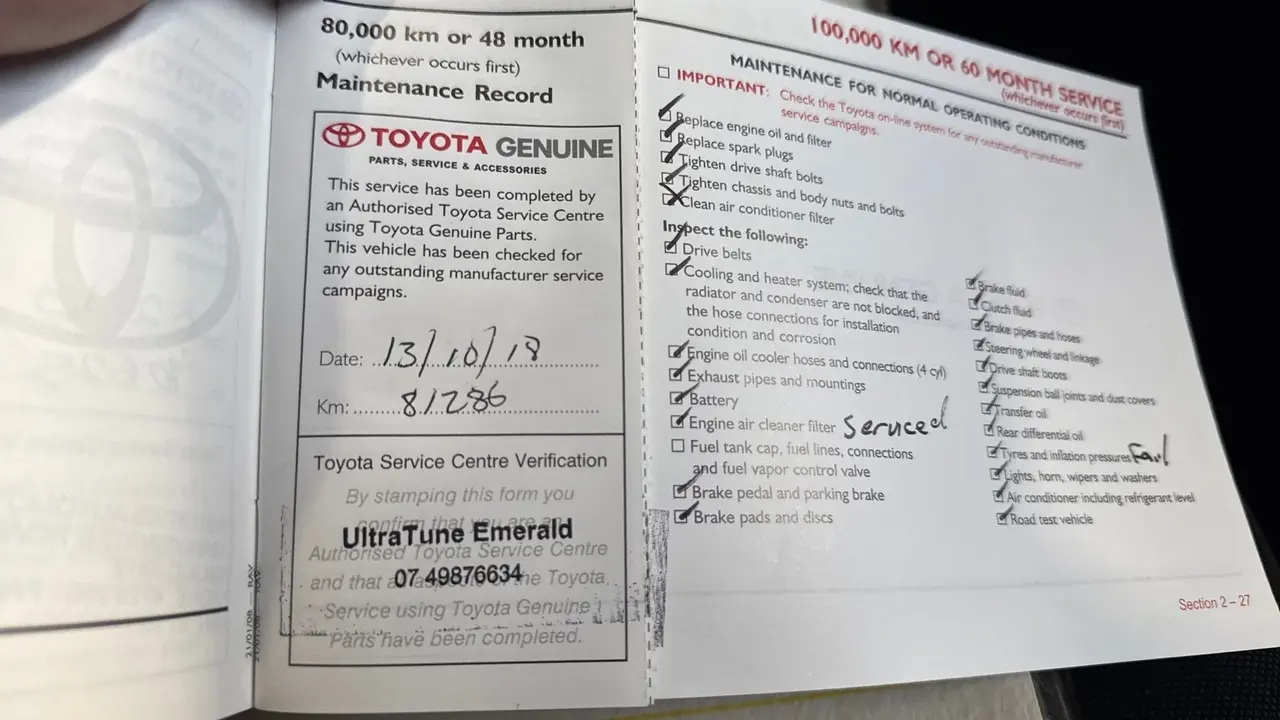 80,000 km or 48 month
(whichever occurs first)
Maintenance Record
TOYOTA GENUINE
PARTS, SERVICE & ACCESSORIES
This service has been completed by
an Authorised Toyota Service Centre
using Toyota Genuine Parts.
This vehicle has been checked for
any outstanding manufacturer service
campaigns.
Date: 13/10/18
Km: 81286
Toyota Service Centre Verification
By stamping this form you
confirm that you are an
UltraTune Emerald
Authorised Toyota Service Centre
07 49876634
and that a the Toyota
Service using Toyota Genuine
Parts have been completed.
100,000 KM OR 60 MONTH SERVICE
(whichever occurs first)
MAINTENANCE FOR NORMAL OPERATING CONDITIONS
IMPORTANT: Check the Toyota on-line system for any outstanding manufacturer
service campaigns.
Replace engine oil and filter
Replace spark plugs
Tighten drive shaft bolts
Tighten chassis and body nuts and bolts
Clean air conditioner filter
Inspect the following:
Drive belts
Cooling and heater system; check that the
radiator and condenser are not blocked, and
the hose connections for installation
condition and corrosion
Engine oil cooler hoses and connections (4 cyl)
Exhaust pipes and mountings
Battery
Engine air cleaner filter Serviced
Fuel tank cap, fuel lines, connections
and fuel vapor control valve
Brake pedal and parking brake
Brake pads and discs
Brake fluid
Clutch fluid
Brake pipes and hoses
Steering wheel and linkage
Drive shaft boots
Suspension ball joints and dust covers
Transfer oil
Rear differential oil
Tyres and inflation pressures Fail
Lights, horn, wipers and washers
Air conditioner including refrigerant level
Road test vehicle
Section 2 – 27
21/01/08